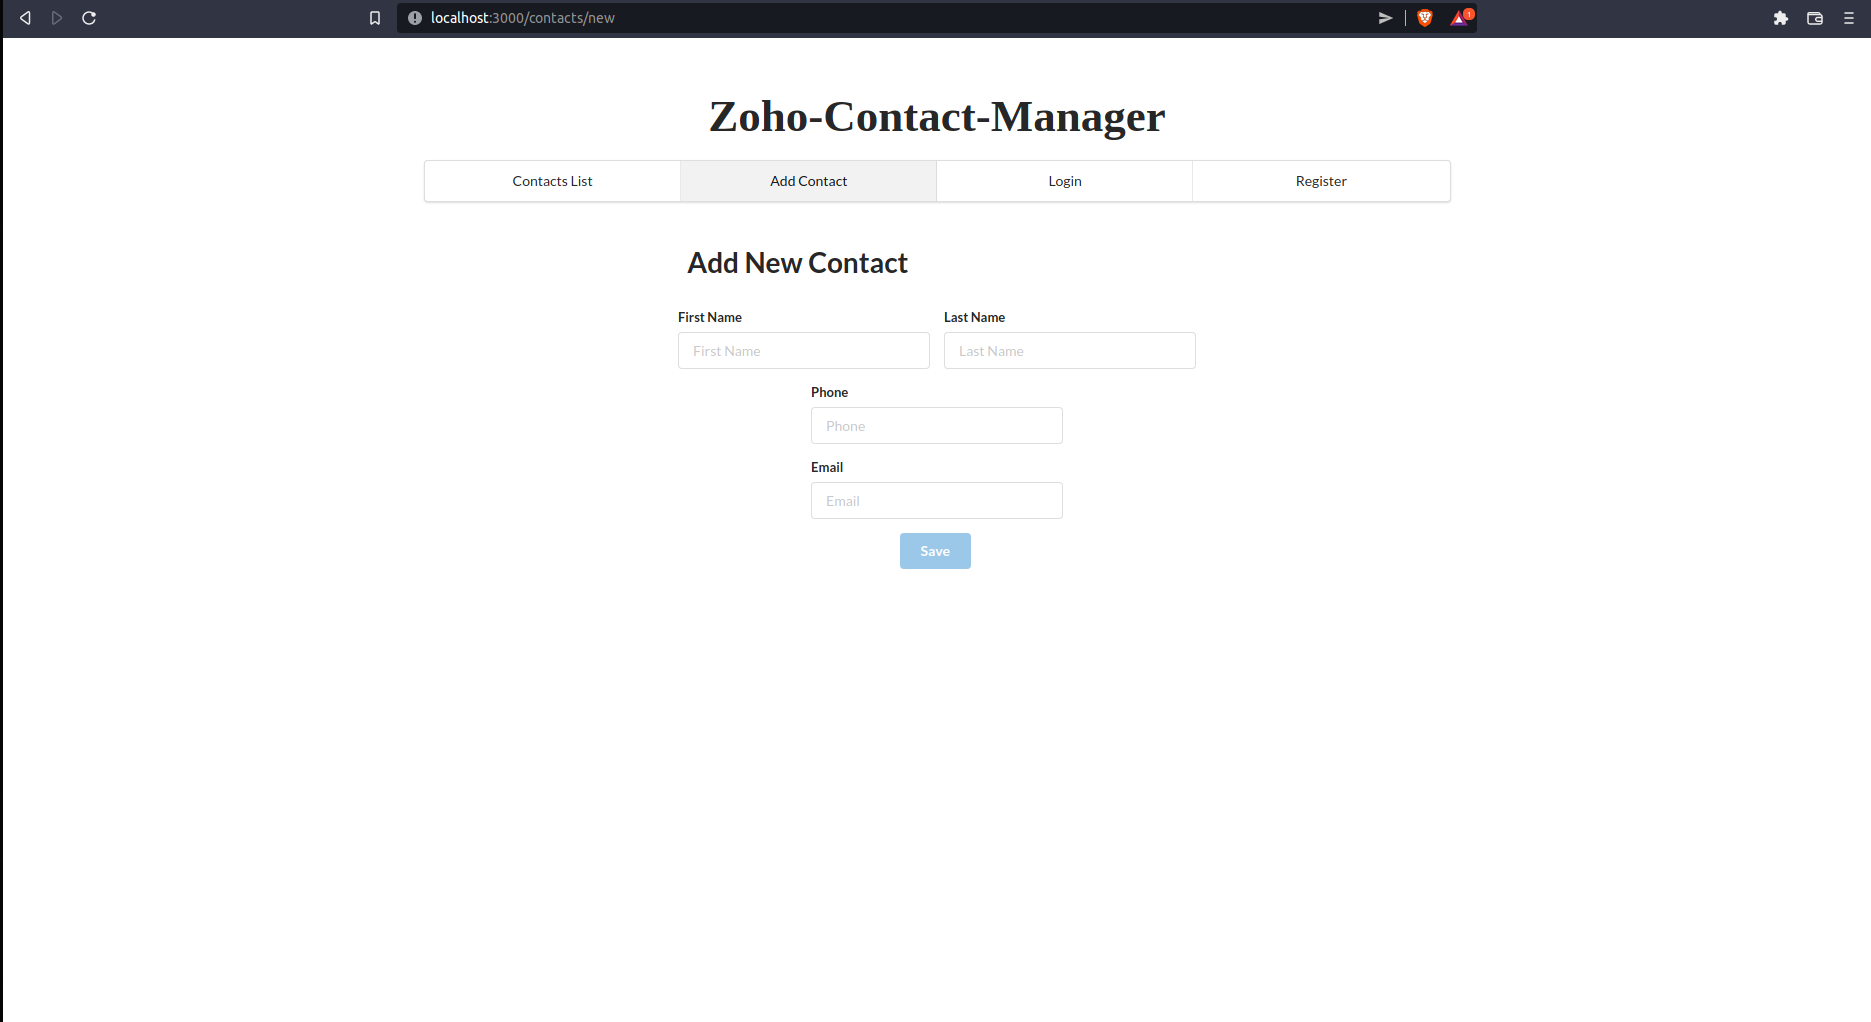 localhost:3000/contacts/new
1
Zoho-Contact-Manager
Contacts List Add Contact Login Register
Add New Contact
First Name Last Name
First Name Last Name
Phone
Phone
Email
Email
Save